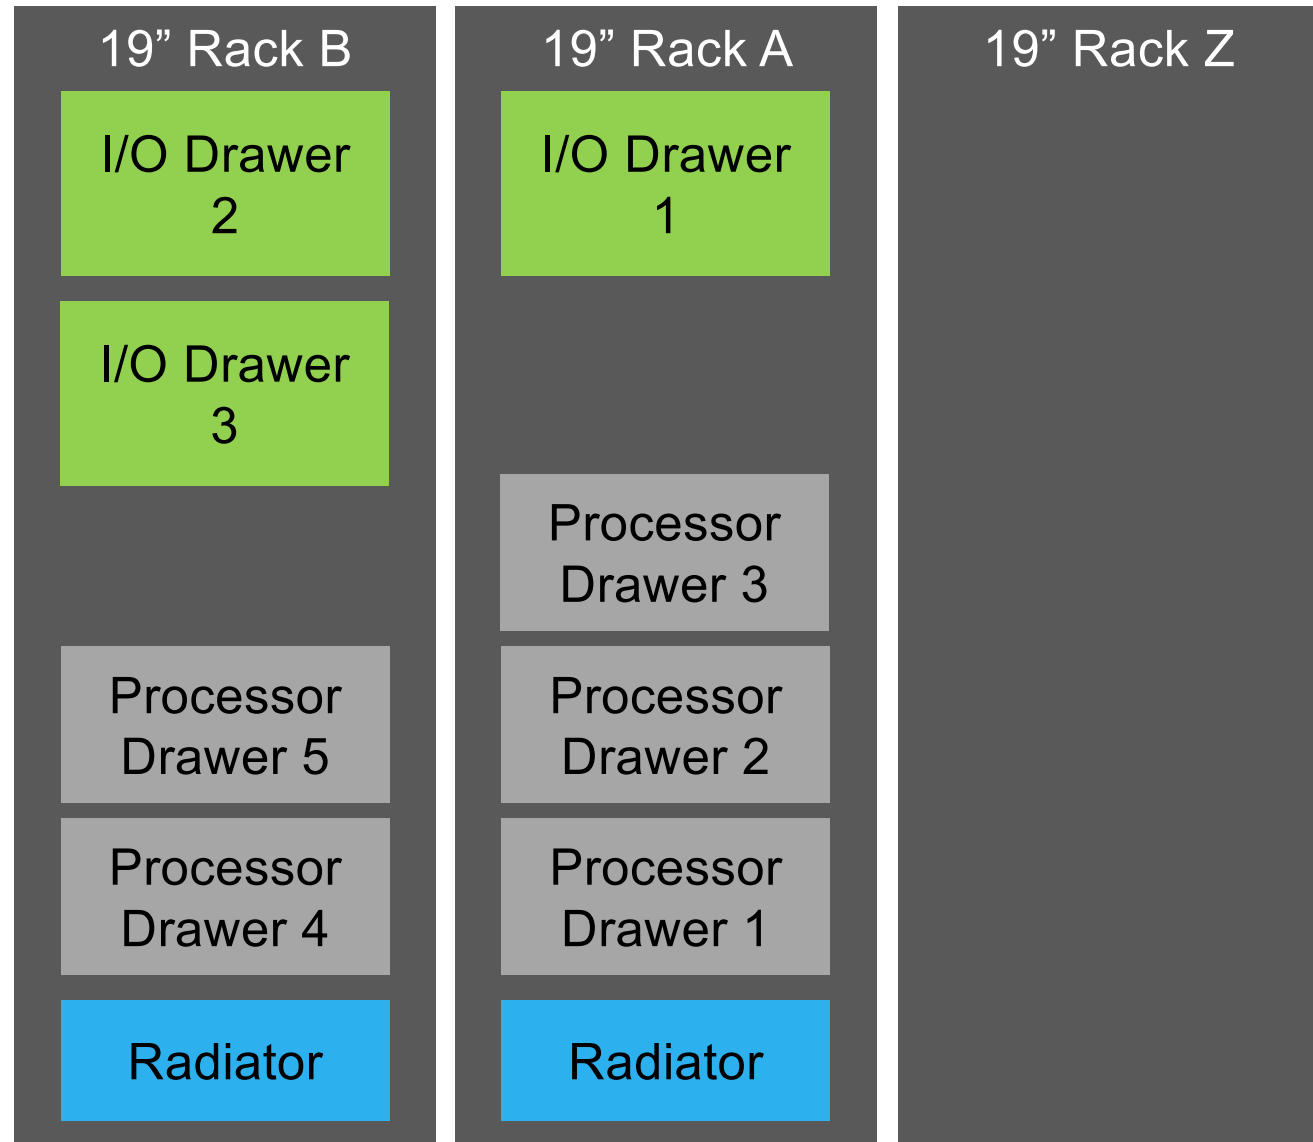 19” Rack B
I/O Drawer
2
I/O Drawer
3
Processor
Drawer 5
Processor
Drawer 4
Radiator
19” Rack A
I/O Drawer
1
Processor
Drawer 3
Processor
Drawer 2
Processor
Drawer 1
Radiator
19” Rack Z